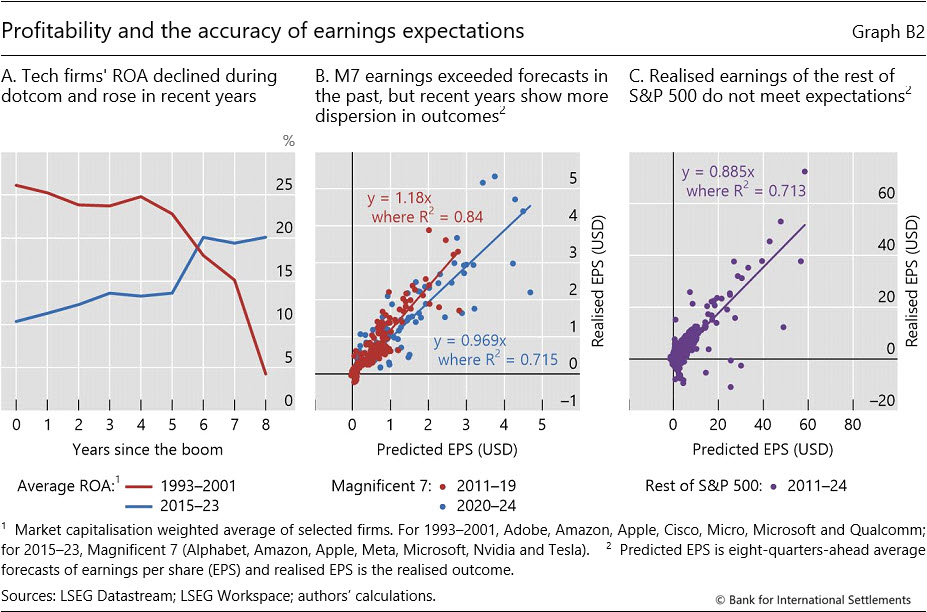 Profitability and the accuracy of earnings expectations
Graph B2
A. Tech firms' ROA declined during
dotcom and rose in recent years
B. M7 earnings exceeded forecasts in
the past, but recent years show more
dispersion in outcomes2
C. Realised earnings of the rest of
S&P 500 do not meet expectations2
%
25
20
15
10
5
0
0 1 2 3 4 5 6 7 8
Years since the boom
Average ROA:1
1993–2001
2015–23
y = 1.18x
where R2 = 0.84
y = 0.969x
where R2 = 0.715
5
4
3
2
1
0
–1
Realised EPS (USD)
0 1 2 3 4 5
Predicted EPS (USD)
Magnificent 7:
2011–19
2020–24
y = 0.885x
where R2 = 0.713
60
40
20
0
–20
Realised EPS (USD)
0 20 40 60 80
Predicted EPS (USD)
Rest of S&P 500:
2011–24
1 Market capitalisation weighted average of selected firms. For 1993–2001, Adobe, Amazon, Apple, Cisco, Micro, Microsoft and Qualcomm;
for 2015–23, Magnificent 7 (Alphabet, Amazon, Apple, Meta, Microsoft, Nvidia and Tesla). 2 Predicted EPS is eight-quarters-ahead average
forecasts of earnings per share (EPS) and realised EPS is the realised outcome.
Sources: LSEG Datastream; LSEG Workspace; authors' calculations.
© Bank for International Settlements